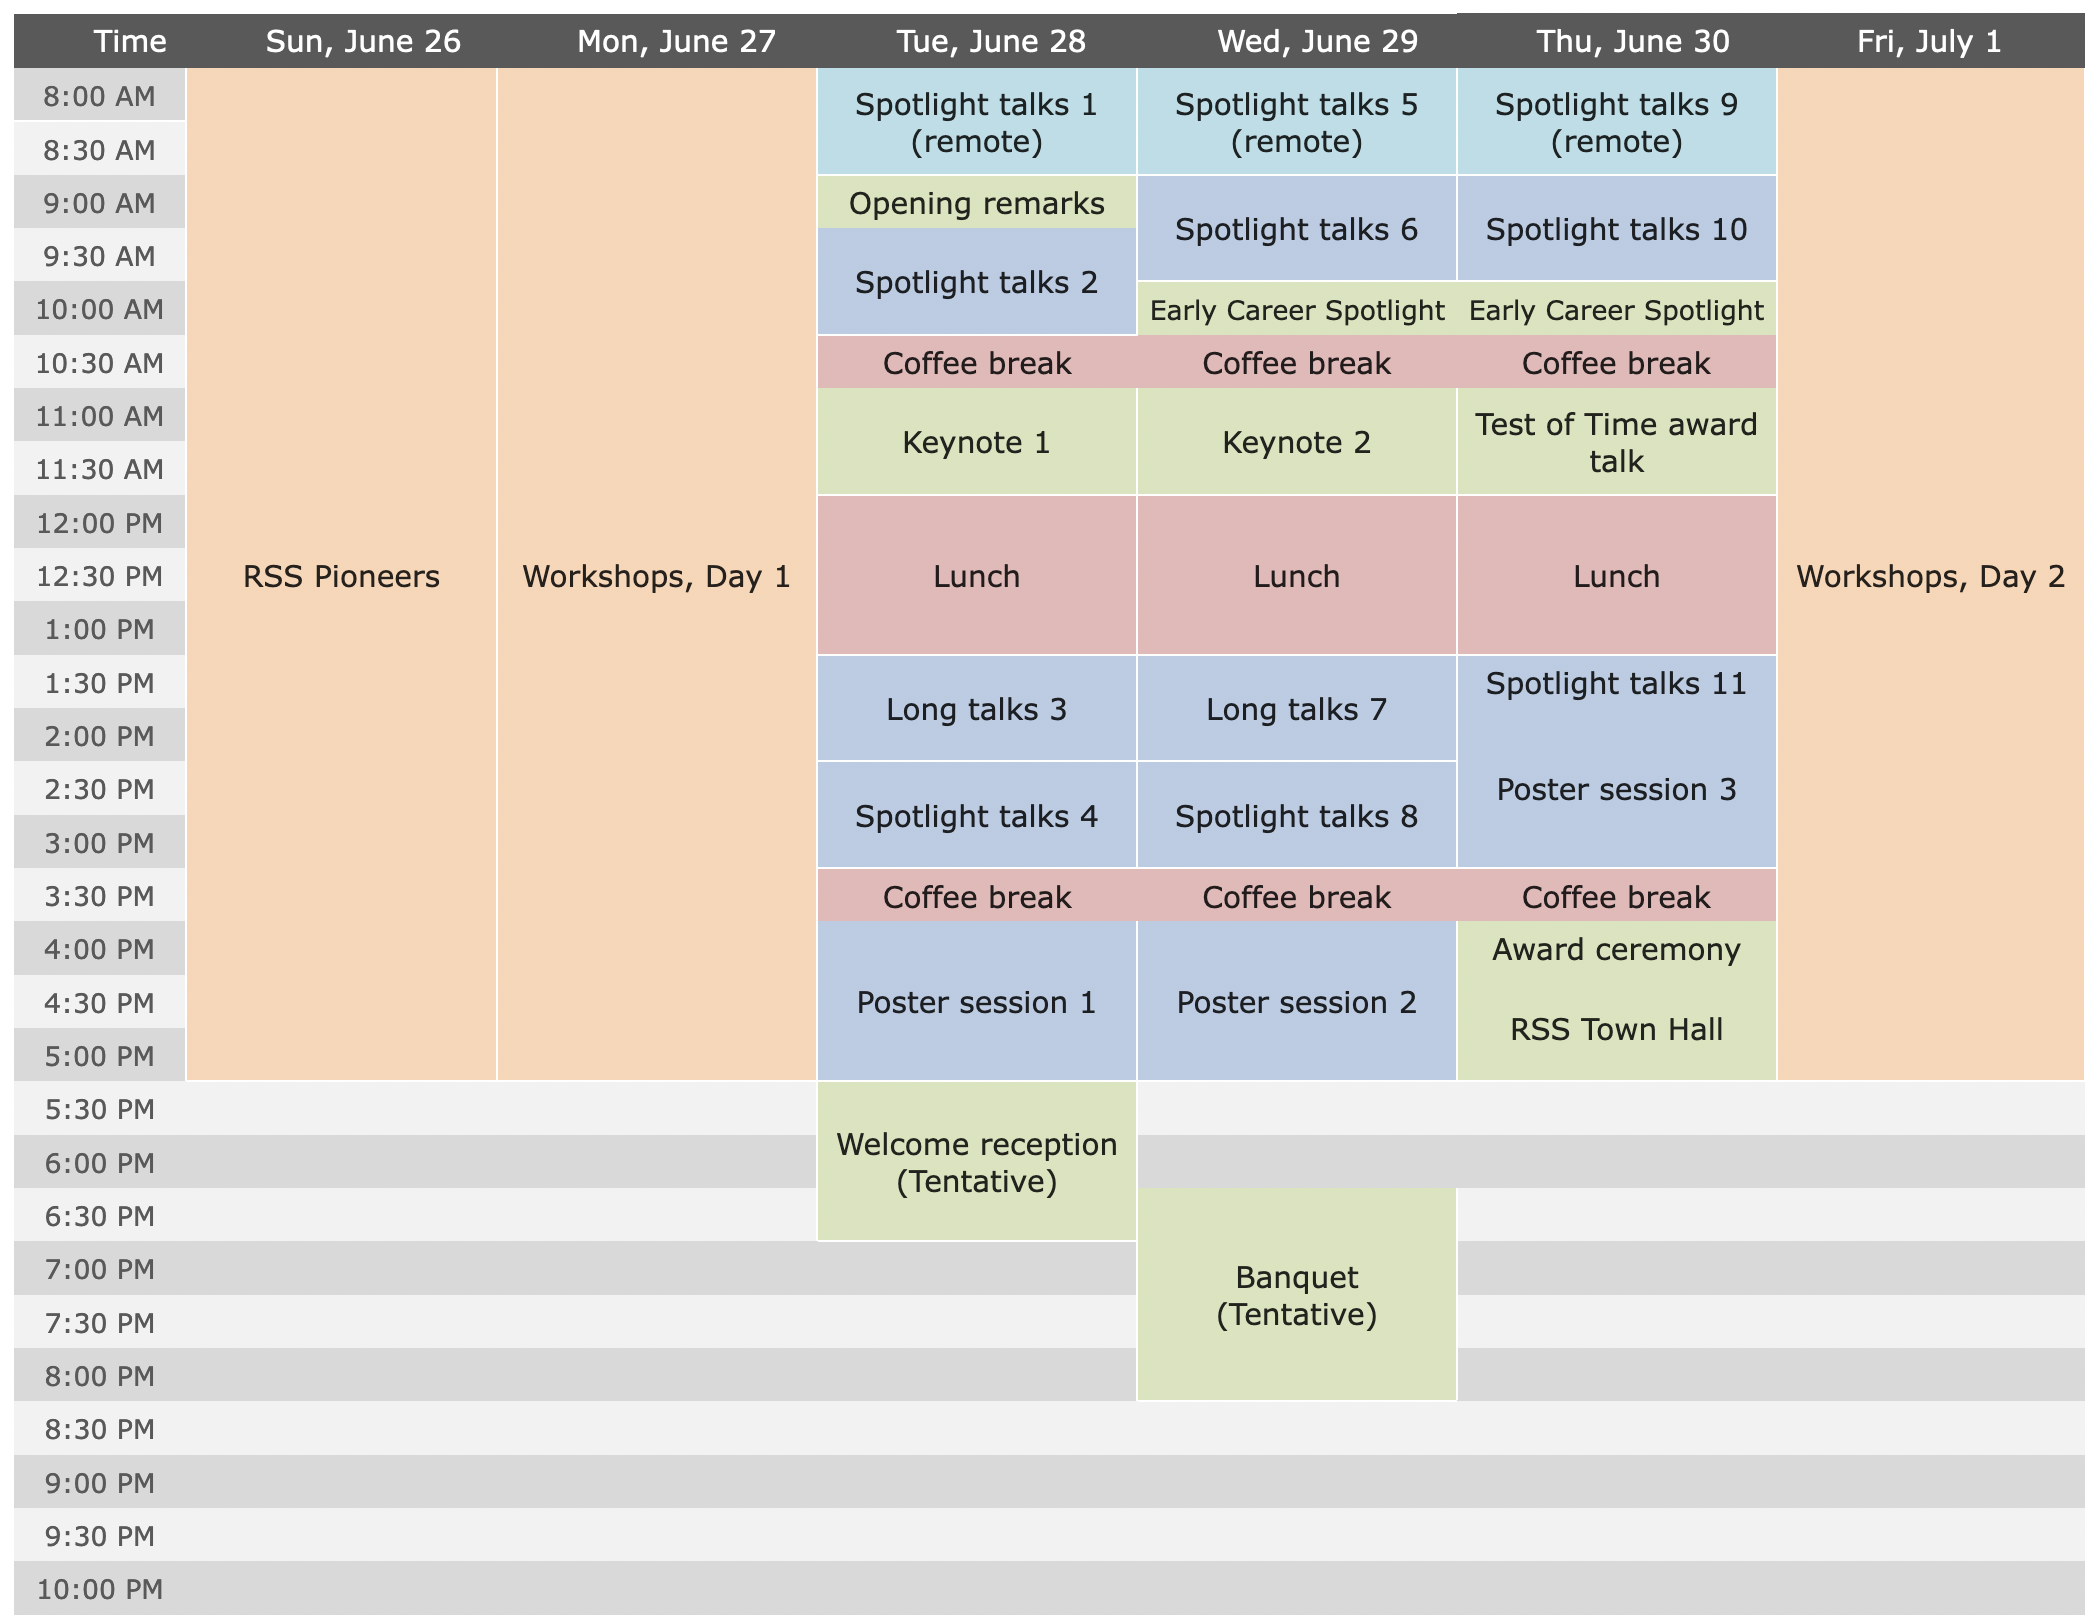 Time Sun, June 26 Mon, June 27 Tue, June 28 Wed, June 29 Thu, June 30 Fri, July 1
8:00 AM
Spotlight talks 1 Spotlight talks 5 Spotlight talks 9
(remote) (remote) (remote)
8:30 AM
9:00 AM Opening remarks
Spotlight talks 6 Spotlight talks 10
9:30 AM
Spotlight talks 2
10:00 AM Early Career Spotlight Early Career Spotlight
10:30 AM Coffee break Coffee break Coffee break
11:00 AM Test of Time award
Keynote 1 Keynote 2
11:30 AM talk
12:00 PM
12:30 PM RSS Pioneers Workshops, Day 1 Lunch Lunch Lunch Workshops, Day 2
1:00 PM
1:30 PM Spotlight talks 11
Long talks 3 Long talks 7
2:00 PM
2:30 PM Poster session 3
Spotlight talks 4 Spotlight talks 8
3:00 PM
3:30 PM Coffee break Coffee break Coffee break
4:00 PM Award ceremony
4:30 PM Poster session 1 Poster session 2
RSS Town Hall
5:00 PM
5:30 PM
Welcome reception
6:00 PM
(Tentative)
6:30 PM
7:00 PM Banquet
7:30 PM (Tentative)
8:00 PM
8:30 PM
9:00 PM
9:30 PM
10:00 PM